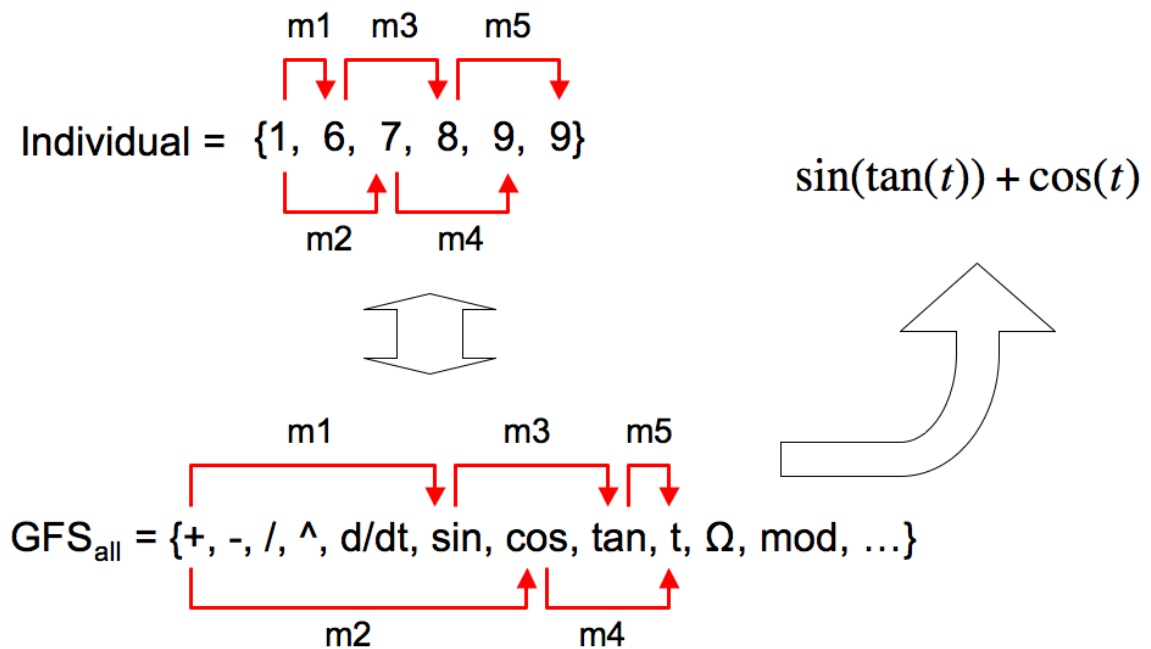 m1 m3 m5
Individual = {1, 6, 7, 8, 9, 9}
m2 m4
sin(tan(t)) + cos(t)
m1 m3 m5
GFSall = {+, -, /, ^, d/dt, sin, cos, tan, t, Ω, mod, …}
m2 m4